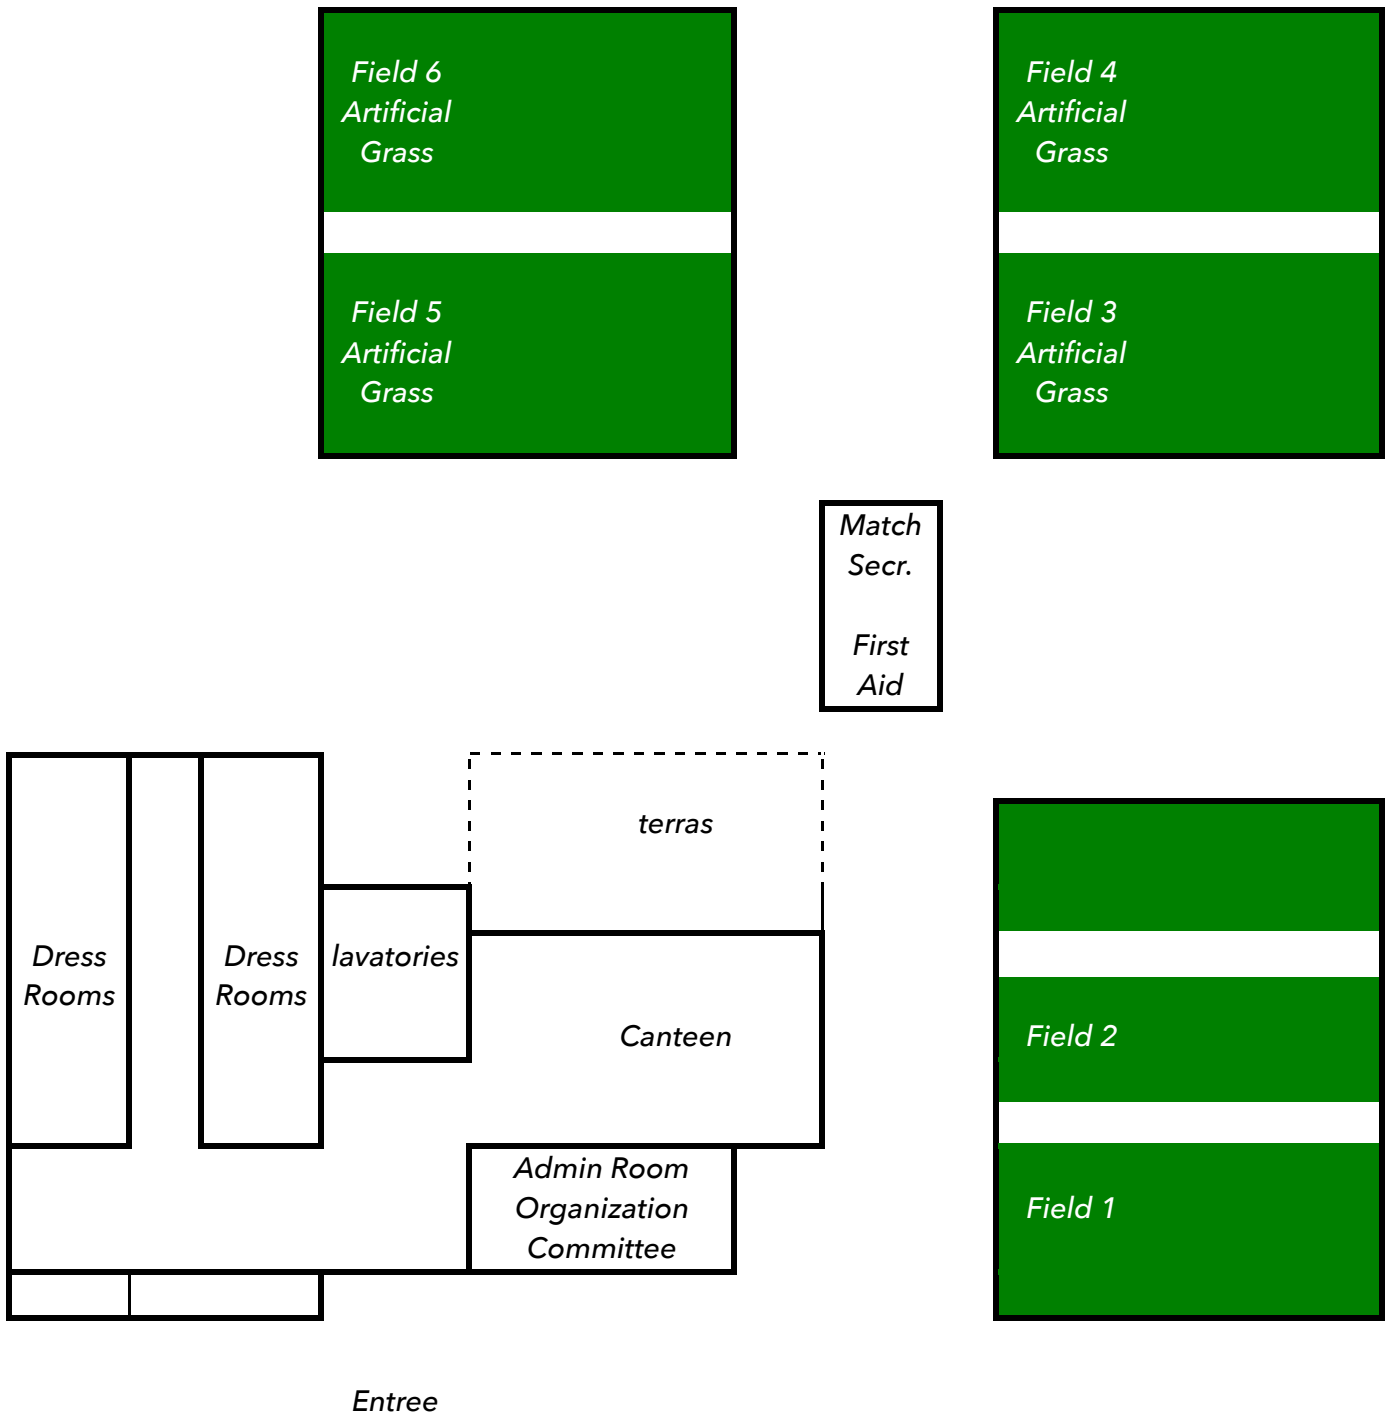 Field 6
Artificial
Grass
Field 4
Artificial
Grass
Field 5
Artificial
Grass
Field 3
Artificial
Grass
Match
Secr.
First
Aid
terras
Dress
Rooms
Dress
Rooms
lavatories
Canteen
Field 2
Admin Room
Organization
Committee
Field 1
Entree